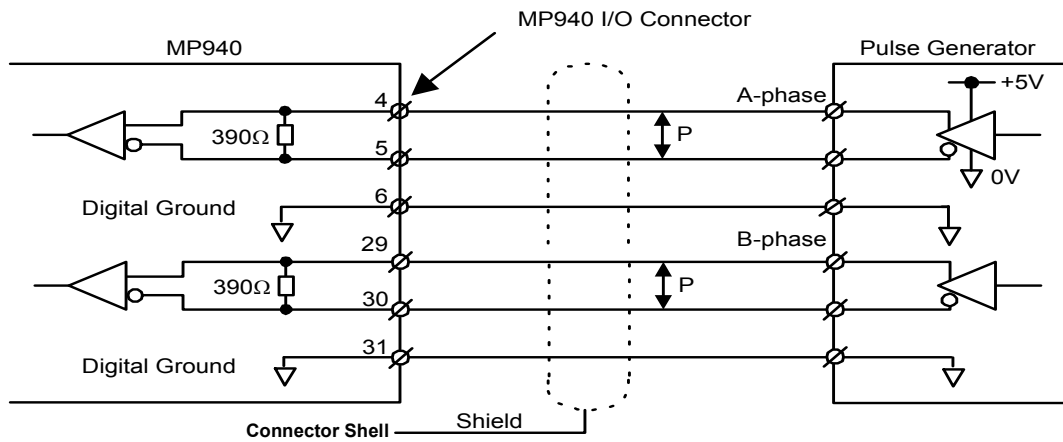 MP940 I/O Connector
MP940
Pulse Generator
4
A-phase
+5V
390Ω
P
5
0V
6
Digital Ground
29
B-phase
390Ω
P
30
31
Digital Ground
Shield
Connector Shell